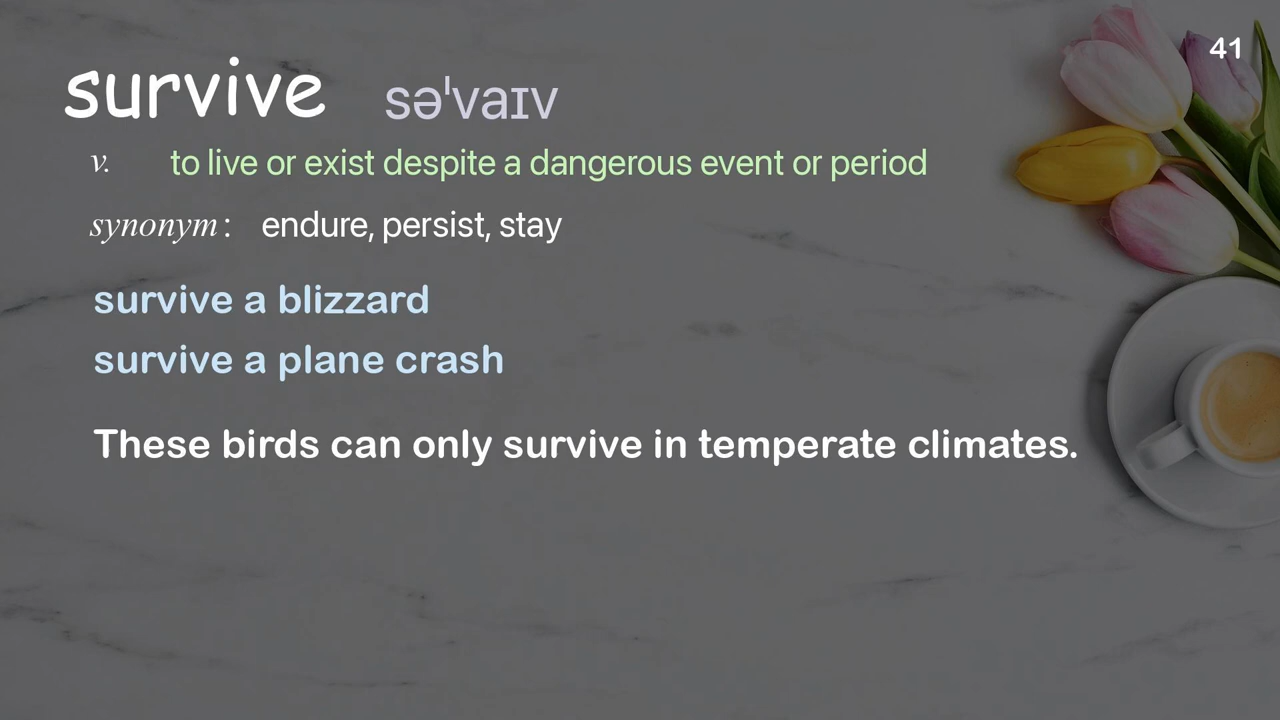 41
survive səˈvaɪv
v. to live or exist despite a dangerous event or period
synonym: endure, persist, stay
survive a blizzard
survive a plane crash
These birds can only survive in temperate climates.